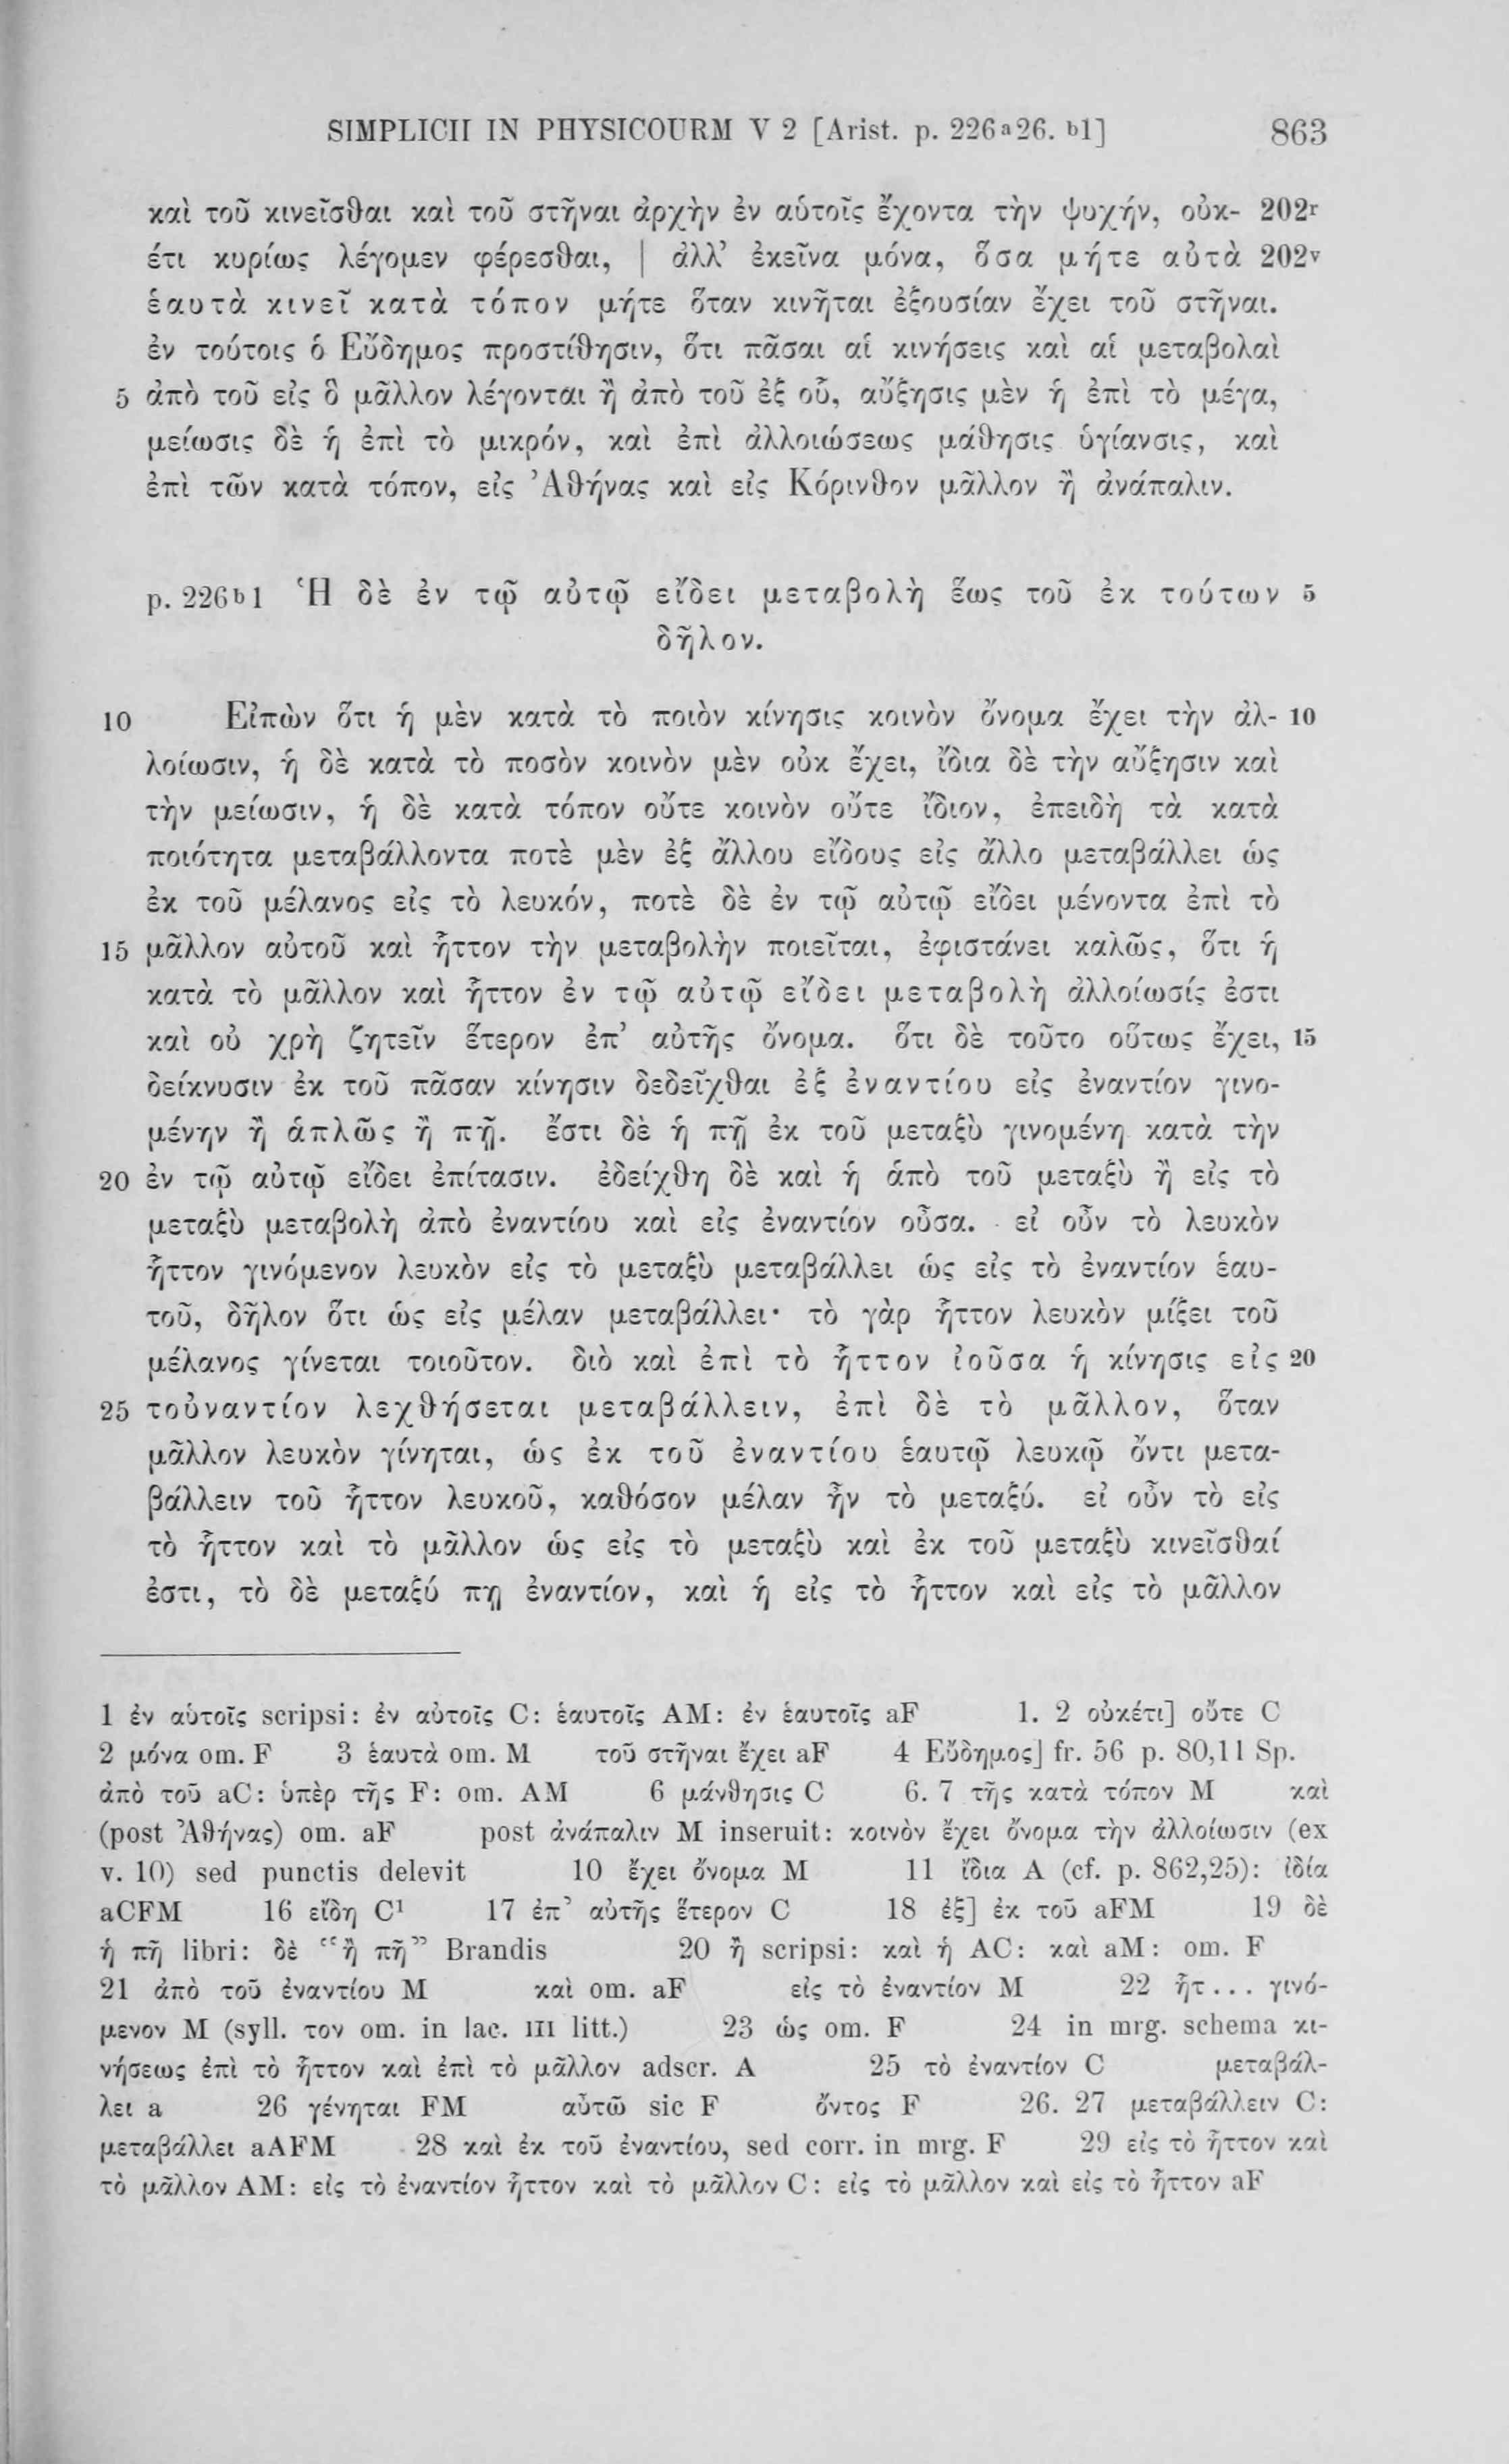 SIMPLICII IN PHYSICOURM V 2 [Arist. p. 226ᵃ26. ᵇ1] 863
καὶ τοῦ κινεῖσθαι καὶ τοῦ στῆναι ἀρχὴν ἐν αὑτοῖς ἔχοντα τὴν ψυχήν, οὐκ- 202ʳ
έτι κυρίως λέγομεν φέρεσθαι, | ἀλλ’ ἐκεῖνα μόνα, ὅσα μήτε αὐτὰ 202ᵛ
ἑαυτὰ κινεῖ κατὰ τόπον μήτε ὅταν κινῆται ἐξουσίαν ἔχει τοῦ στῆναι.
ἐν τούτοις ὁ Εὔδημος προστίθησιν, ὅτι πᾶσαι αἱ κινήσεις καὶ αἱ μεταβολαὶ
5 ἀπὸ τοῦ εἰς ὃ μᾶλλον λέγονται ἢ ἀπὸ τοῦ ἐξ οὗ, αὔξησις μὲν ἡ ἐπὶ τὸ μέγα,
μείωσις δὲ ἡ ἐπὶ τὸ μικρόν, καὶ ἐπὶ ἀλλοιώσεως μάθησις ὑγίανσις, καὶ
ἐπὶ τῶν κατὰ τόπον, εἰς Ἀθήνας καὶ εἰς Κόρινθον μᾶλλον ἢ ἀνάπαλιν.
p. 226ᵇ1 Ἡ δὲ ἐν τῷ αὐτῷ εἴδει μεταβολὴ ἕως τοῦ ἐκ τούτων 5
δῆλον.
10 Εἰπὼν ὅτι ἡ μὲν κατὰ τὸ ποιὸν κίνησις κοινὸν ὄνομα ἔχει τὴν ἀλ- 10
λοίωσιν, ἡ δὲ κατὰ τὸ ποσὸν κοινὸν μὲν οὐκ ἔχει, ἴδια δὲ τὴν αὔξησιν καὶ
τὴν μείωσιν, ἡ δὲ κατὰ τόπον οὔτε κοινὸν οὔτε ἴδιον, ἐπειδὴ τὰ κατὰ
ποιότητα μεταβάλλοντα ποτὲ μὲν ἐξ ἄλλου εἴδους εἰς ἄλλο μεταβάλλει ὡς
ἐκ τοῦ μέλανος εἰς τὸ λευκόν, ποτὲ δὲ ἐν τῷ αὐτῷ εἴδει μένοντα ἐπὶ τὸ
15 μᾶλλον αὐτοῦ καὶ ἧττον τὴν μεταβολὴν ποιεῖται, ἐφιστάνει καλῶς, ὅτι ἡ
κατὰ τὸ μᾶλλον καὶ ἧττον ἐν τῷ αὐτῷ εἴδει μεταβολὴ ἀλλοίωσίς ἐστι
καὶ οὐ χρὴ ζητεῖν ἕτερον ἐπ’ αὐτῆς ὄνομα. ὅτι δὲ τοῦτο οὕτως ἔχει, 15
δείκνυσιν ἐκ τοῦ πᾶσαν κίνησιν δεδεῖχθαι ἐξ ἐναντίου εἰς ἐναντίον γινο-
μένην ἢ ἁπλῶς ἢ πῇ. ἔστι δὲ ἡ πῇ ἐκ τοῦ μεταξὺ γινομένη κατὰ τὴν
20 ἐν τῷ αὐτῷ εἴδει ἐπίτασιν. ἐδείχθη δὲ καὶ ἡ ἁπὸ τοῦ μεταξὺ ἢ εἰς τὸ
μεταξὺ μεταβολὴ ἀπὸ ἐναντίου καὶ εἰς ἐναντίον οὖσα. εἰ οὖν τὸ λευκὸν
ἧττον γινόμενον λευκὸν εἰς τὸ μεταξὺ μεταβάλλει ὡς εἰς τὸ ἐναντίον ἑαυ-
τοῦ, δῆλον ὅτι ὡς εἰς μέλαν μεταβάλλει· τὸ γὰρ ἧττον λευκὸν μίξει τοῦ
μέλανος γίνεται τοιοῦτον. διὸ καὶ ἐπὶ τὸ ἧττον ἰοῦσα ἡ κίνησις εἰς 20
25 τοὐναντίον λεχθήσεται μεταβάλλειν, ἐπὶ δὲ τὸ μᾶλλον, ὅταν
μᾶλλον λευκὸν γίνηται, ὡς ἐκ τοῦ ἐναντίου ἑαυτῷ λευκῷ ὄντι μετα-
βάλλειν τοῦ ἧττον λευκοῦ, καθόσον μέλαν ἦν τὸ μεταξύ. εἰ οὖν τὸ εἰς
τὸ ἧττον καὶ τὸ μᾶλλον ὡς εἰς τὸ μεταξὺ καὶ ἐκ τοῦ μεταξὺ κινεῖσθαί
ἐστι, τὸ δὲ μεταξύ πῃ ἐναντίον, καὶ ἡ εἰς τὸ ἧττον καὶ εἰς τὸ μᾶλλον
1 ἐν αὑτοῖς scripsi: ἐν αὐτοῖς C: ἑαυτοῖς AM: ἐν ἑαυτοῖς aF 1. 2 οὐκέτι] οὔτε C
2 μόνα om. F 3 ἑαυτὰ om. M τοῦ στῆναι ἔχει aF 4 Εὔδημος] fr. 56 p. 80,11 Sp.
ἀπὸ τοῦ aC: ὑπὲρ τῆς F: om. AM 6 μάνθησις C 6. 7 τῆς κατὰ τόπον M καὶ
(post Ἀθήνας) om. aF post ἀνάπαλιν M inseruit: κοινὸν ἔχει ὄνομα τὴν ἀλλοίωσιν (ex
v. 10) sed punctis delevit 10 ἔχει ὄνομα M 11 ἴδια A (cf. p. 862,25): ἰδία
aCFM 16 εἴδη C¹ 17 ἐπ’ αὐτῆς ἕτερον C 18 ἐξ] ἐκ τοῦ aFM 19 δὲ
ἡ πῆ libri: δὲ “ἢ πῆ” Brandis 20 ἢ scripsi: καὶ ἡ AC: καὶ aM: om. F
21 ἀπὸ τοῦ ἐναντίου M καὶ om. aF εἰς τὸ ἐναντίον M 22 ἧτ... γινό-
μενον M (syll. τον om. in lac. III litt.) 23 ὡς om. F 24 in mrg. schema κι-
νήσεως ἐπὶ τὸ ἧττον καὶ ἐπὶ τὸ μᾶλλον adscr. A 25 τὸ ἐναντίον C μεταβάλ-
λει a 26 γένηται FM αὖτῶ sic F ὄντος F 26. 27 μεταβάλλειν C:
μεταβάλλει aAFM 28 καὶ ἐκ τοῦ ἐναντίου, sed corr. in mrg. F 29 εἰς τὸ ἧττον καὶ
τὸ μᾶλλον AM: εἰς τὸ ἐναντίον ἧττον καὶ τὸ μᾶλλον C: εἰς τὸ μᾶλλον καὶ εἰς τὸ ἧττον aF